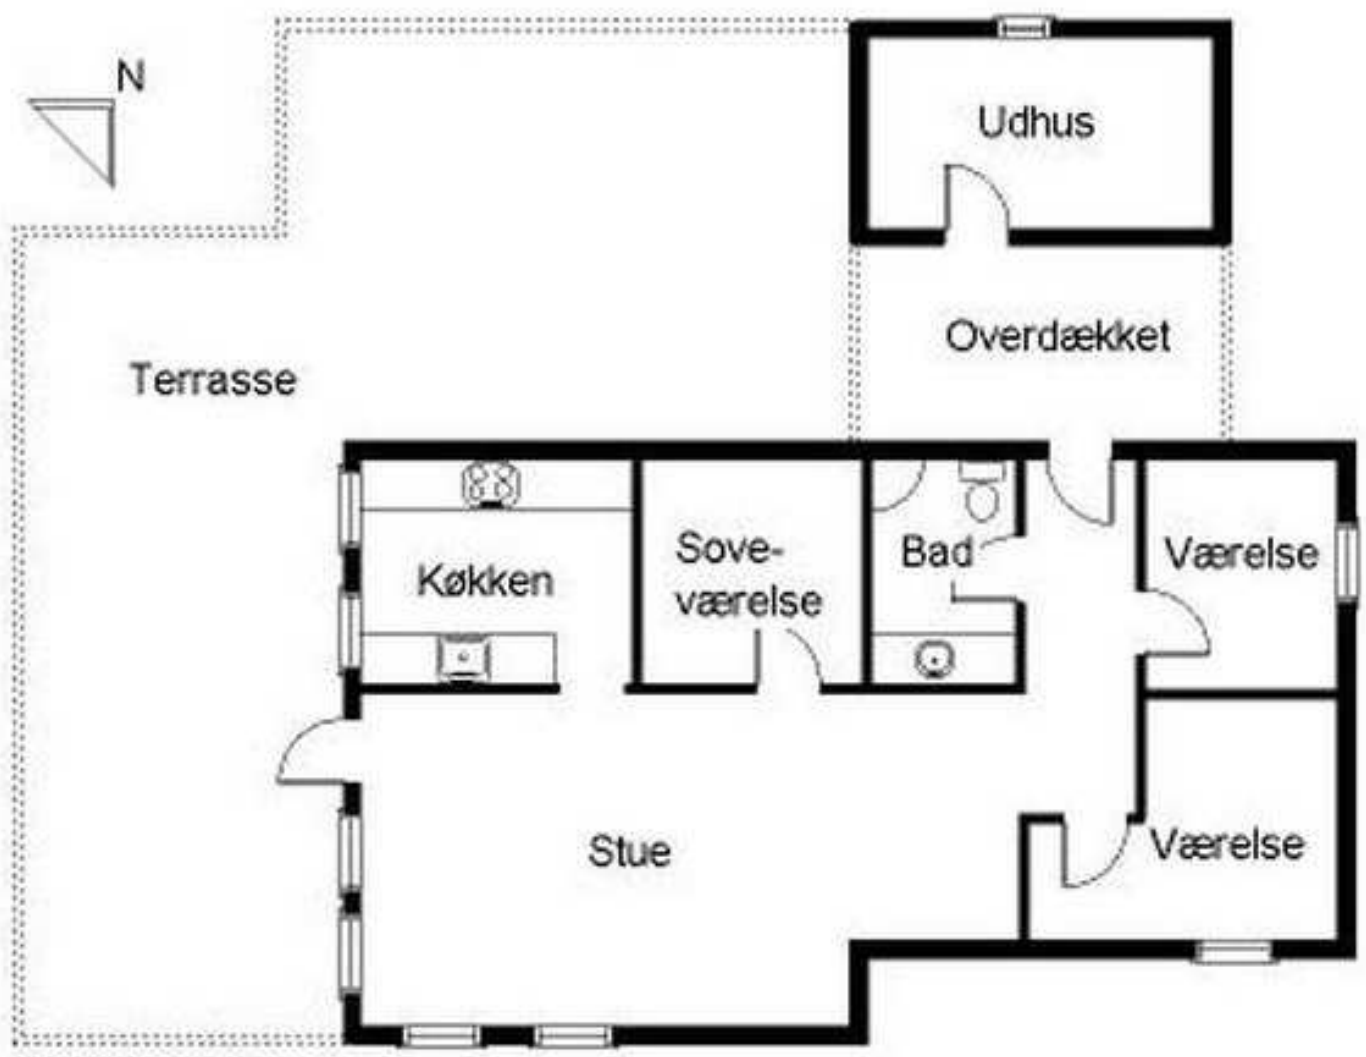 N
Udhus
Overdækket
Terrasse
Køkken
Sove-
værelse
Bad
Værelse
Stue
Værelse